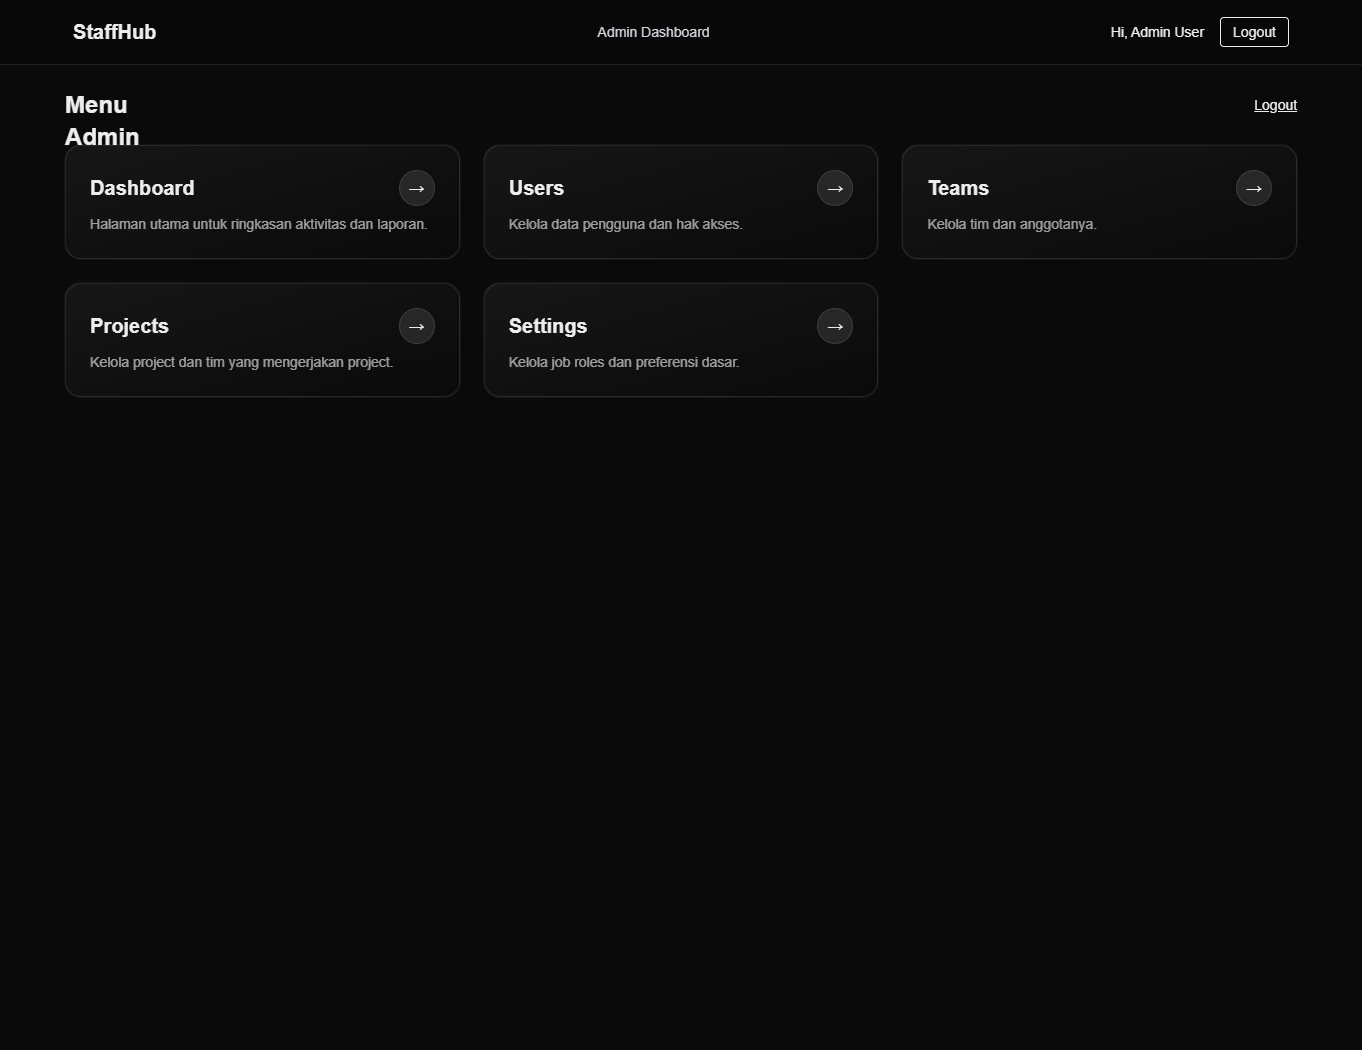 StaffHub
Admin Dashboard
Hi, Admin User
Logout
Menu
Admin
Logout
Dashboard
→
Halaman utama untuk ringkasan aktivitas dan laporan.
Users
→
Kelola data pengguna dan hak akses.
Teams
→
Kelola tim dan anggotanya.
Projects
→
Kelola project dan tim yang mengerjakan project.
Settings
→
Kelola job roles dan preferensi dasar.